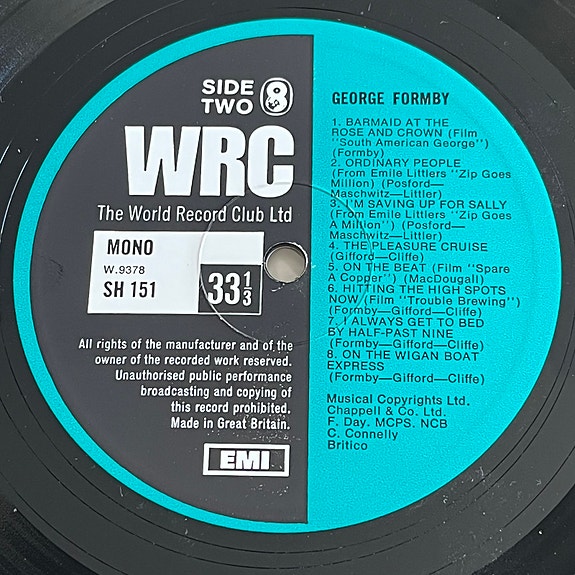 SIDE
TWO 8
WRC
The World Record Club Ltd
MONO
W.9378
SH 151
33 1/3
All rights of the manufacturer and of the
owner of the recorded work reserved.
Unauthorised public performance
broadcasting and copying of
this record prohibited.
Made in Great Britain.
EMI
GEORGE FORMBY
1. BARMAID AT THE
ROSE AND CROWN (Film
"South American George")
(Formby)
2. ORDINARY PEOPLE
(From Emile Littlers "Zip Goes
Million) (Posford—
Maschwitz—Littler)
3. I'M SAVING UP FOR SALLY
(From Emile Littlers "Zip Goes
A Million") (Posford—
Maschwitz—Littler)
4. THE PLEASURE CRUISE
(Gifford—Cliffe)
5. ON THE BEAT (Film "Spare
A Copper") (MacDougall)
6. HITTING THE HIGH SPOTS
NOW (Film "Trouble Brewing")
(Formby—Gifford—Cliffe)
7. I ALWAYS GET TO BED
BY HALF-PAST NINE
(Formby—Gifford—Cliffe)
8. ON THE WIGAN BOAT
EXPRESS
(Formby—Gifford—Cliffe)
Musical Copyrights Ltd.
Chappell & Co. Ltd.
F. Day. MCPS. NCB
C. Connelly
Britico